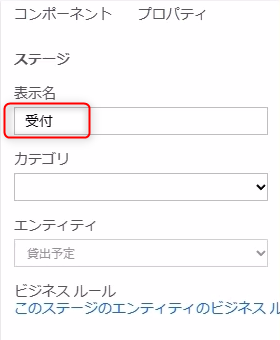 コンポーネント プロパティ
ステージ
表示名
受付
カテゴリ
エンティティ
貸出予定
ビジネス ルール
このステージのエンティティのビジネス ル